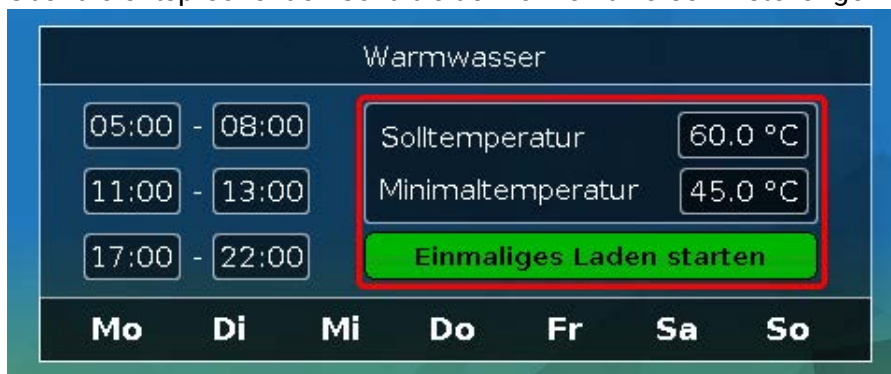 Warmwasser
05:00 - 08:00
Solltemperatur 60.0 °C
11:00 - 13:00
Minimaltemperatur 45.0 °C
17:00 - 22:00
Einmaliges Laden starten
Mo Di Mi Do Fr Sa So